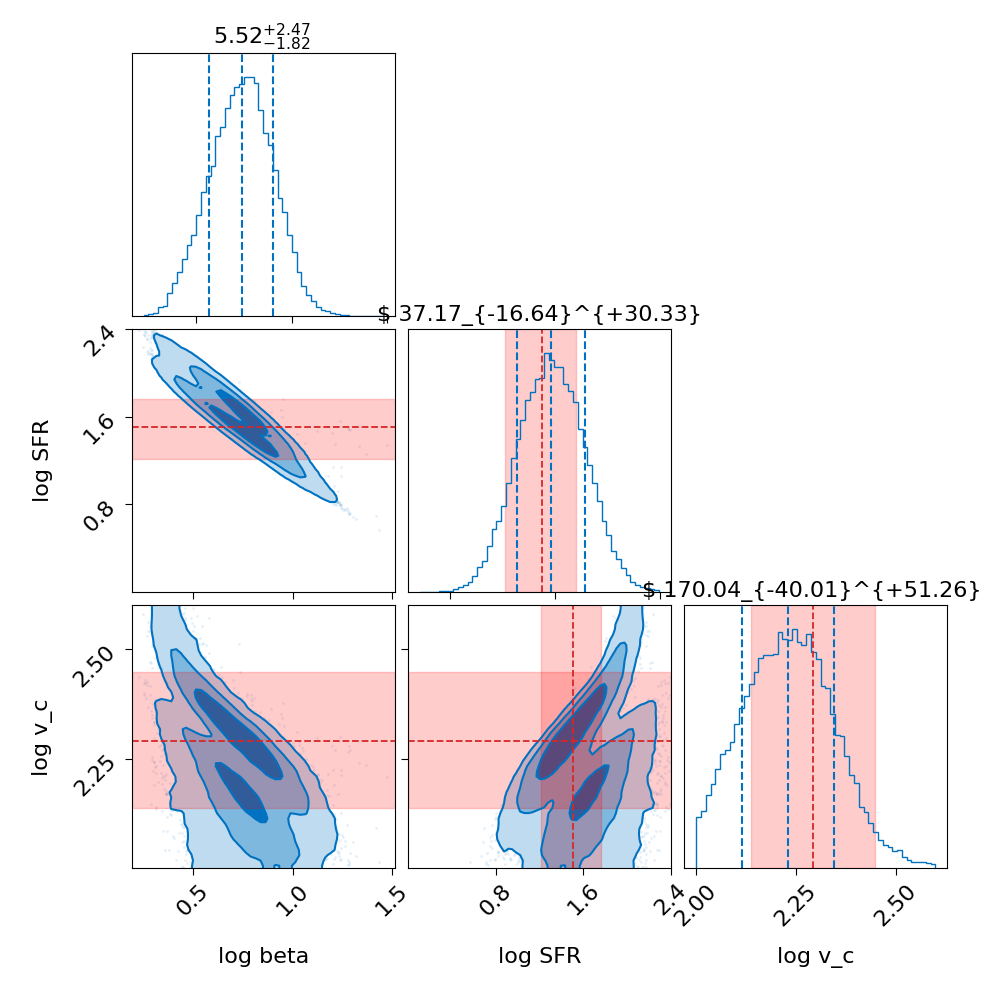 5.52+2.47−1.82
$ 37.17_{-16.64}^{+30.33}
2.4
1.6
0.8
log SFR
$ 170.04_{-40.01}^{+51.26}
2.50
2.25
log v_c
0.5 1.0 1.5
0.8 1.6 2.4
2.00 2.25 2.50
log beta log SFR log v_c